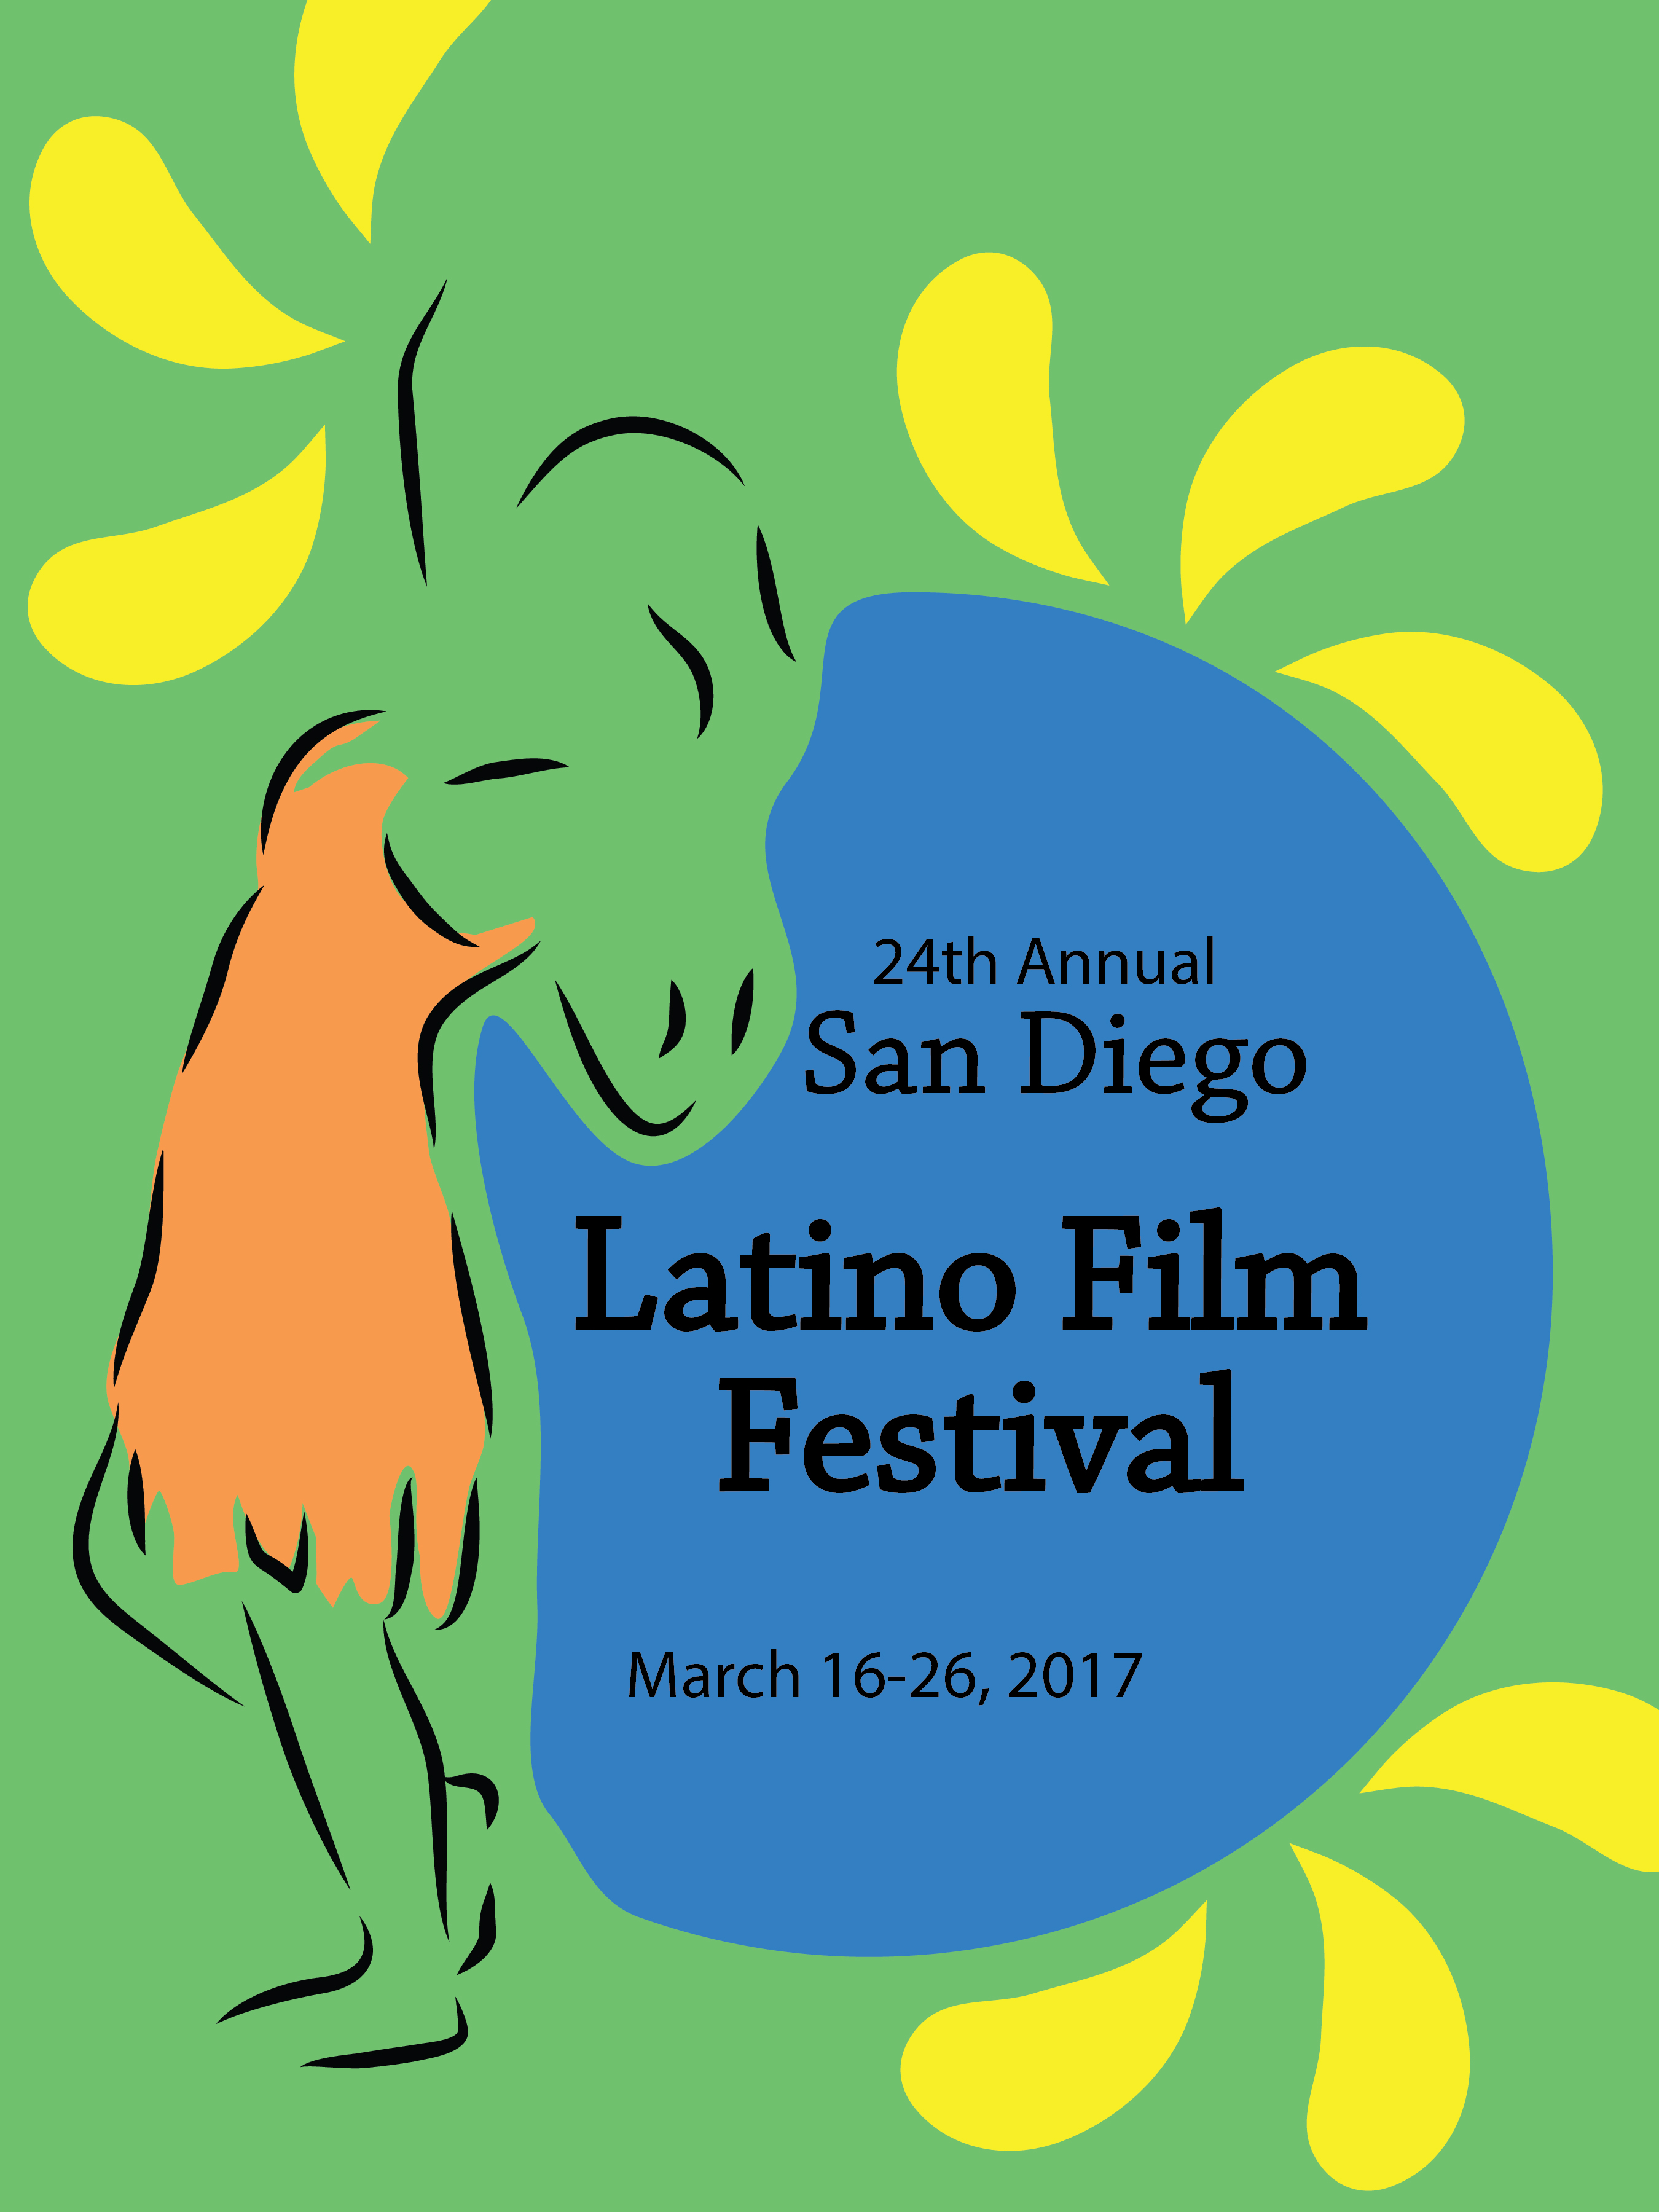 24th Annual
San Diego
Latino Film
Festival
March 16-26, 2017